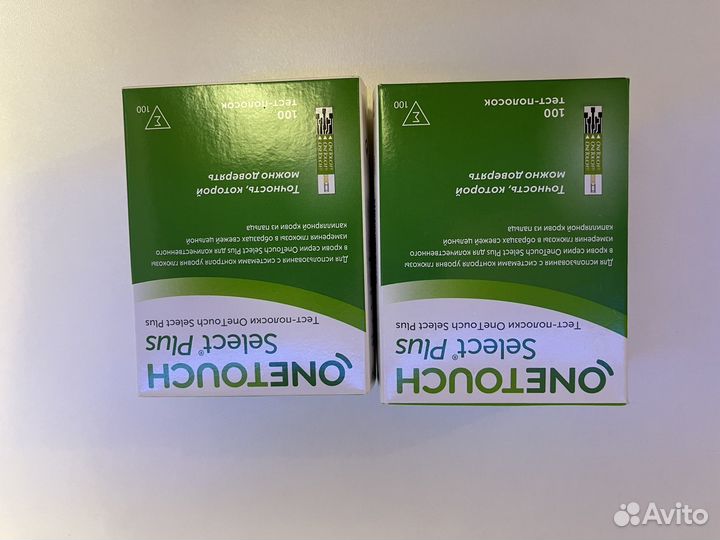 ONETOUCH
Select® Plus
Тест-полоски OneTouch Select Plus
Для использования с системами контроля уровня глюкозы
в крови серии OneTouch Select Plus для количественного
измерения глюкозы в образцах свежей цельной
капиллярной крови из пальца
Точность, которой
можно доверять
100
тест-полосок
Σ
100
ONETOUCH
Select® Plus
Тест-полоски OneTouch Select Plus
Для использования с системами контроля уровня глюкозы
в крови серии OneTouch Select Plus для количественного
измерения глюкозы в образцах свежей цельной
капиллярной крови из пальца
Точность, которой
можно доверять
100
тест-полосок
Σ
100
Avito